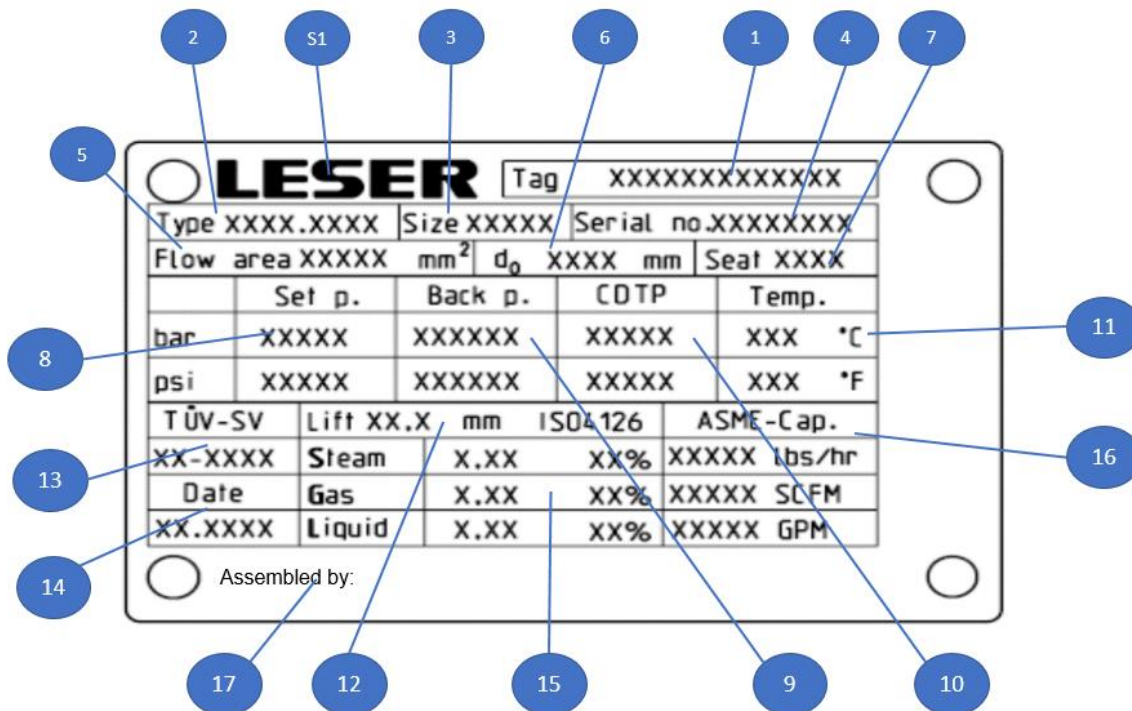 2 S1 3 6 1 4 7
5
LESER Tag XXXXXXXXXXXXX
Type XXXX.XXXX Size XXXXX Serial no.XXXXXXXX
Flow area XXXXX mm² d₀ XXXX mm Seat XXXX
Set p. Back p. CDTP Temp.
bar XXXXX XXXXXX XXXXX XXX °C
11
8
psi XXXXX XXXXXX XXXXX XXX °F
TÜV-SV Lift XX.X mm ISO4126 ASME-Cap.
XX-XXXX Steam X.XX XX% XXXXX lbs/hr
13
16
Date Gas X.XX XX% XXXXX SCFM
XX.XXXX Liquid X.XX XX% XXXXX GPM
14
Assembled by:
17 12 15 9 10